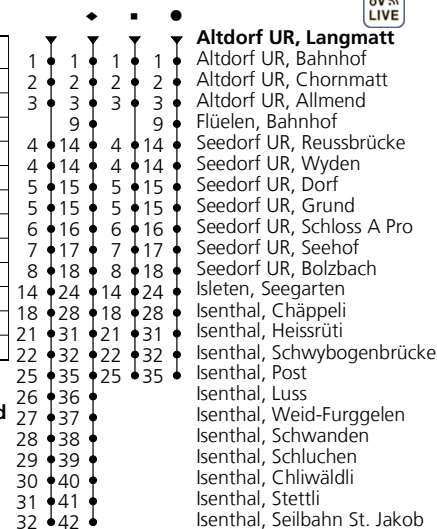 LIVE
◆ ■ ●
Altdorf UR, Langmatt
1 1 1 1 Altdorf UR, Bahnhof
2 2 2 2 Altdorf UR, Chornmatt
3 3 3 3 Altdorf UR, Allmend
9 9 Flüelen, Bahnhof
4 14 4 14 Seedorf UR, Reussbrücke
4 14 4 14 Seedorf UR, Wyden
5 15 5 15 Seedorf UR, Dorf
5 15 5 15 Seedorf UR, Grund
6 16 6 16 Seedorf UR, Schloss A Pro
7 17 7 17 Seedorf UR, Seehof
8 18 8 18 Seedorf UR, Bolzbach
14 24 14 24 Isleten, Seegarten
18 28 18 28 Isenthal, Chäppeli
21 31 21 31 Isenthal, Heissrüti
22 32 22 32 Isenthal, Schwybogenbrücke
25 35 25 35 Isenthal, Post
26 36 Isenthal, Luss
27 37 Isenthal, Weid-Furggelen
28 38 Isenthal, Schwanden
29 39 Isenthal, Schluchen
30 40 Isenthal, Chliwäldli
31 41 Isenthal, Stettli
32 42 Isenthal, Seilbahn St. Jakob